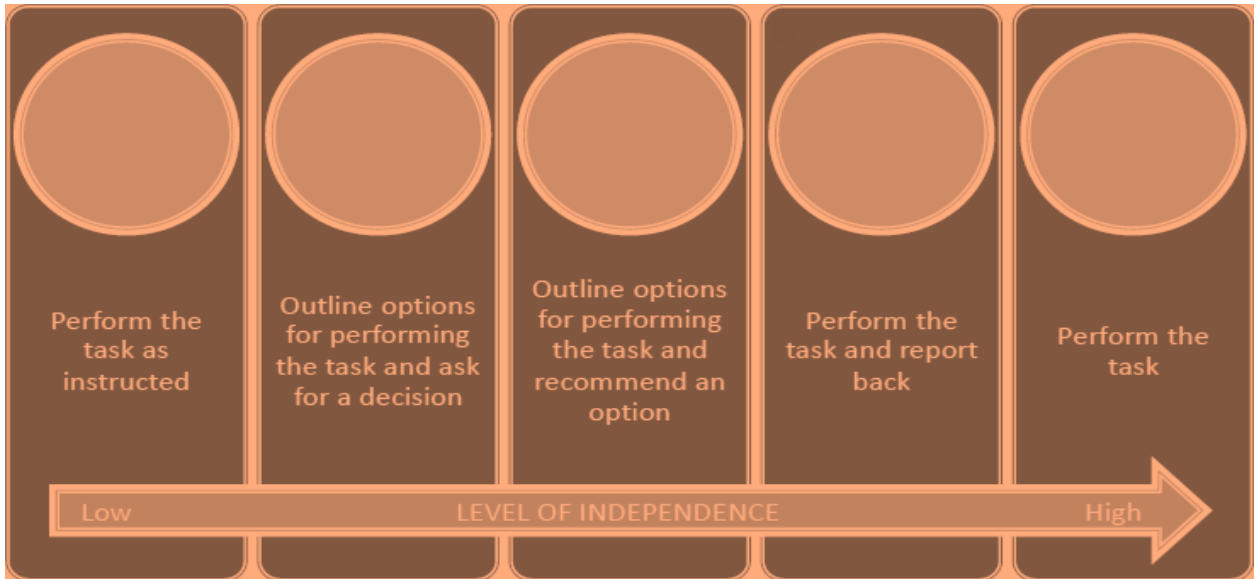 Perform the
task as
instructed
Outline options
for performing
the task and ask
for a decision
Outline options
for performing
the task and
recommend an
option
Perform the
task and report
back
Perform the
task
Low
LEVEL OF INDEPENDENCE
High